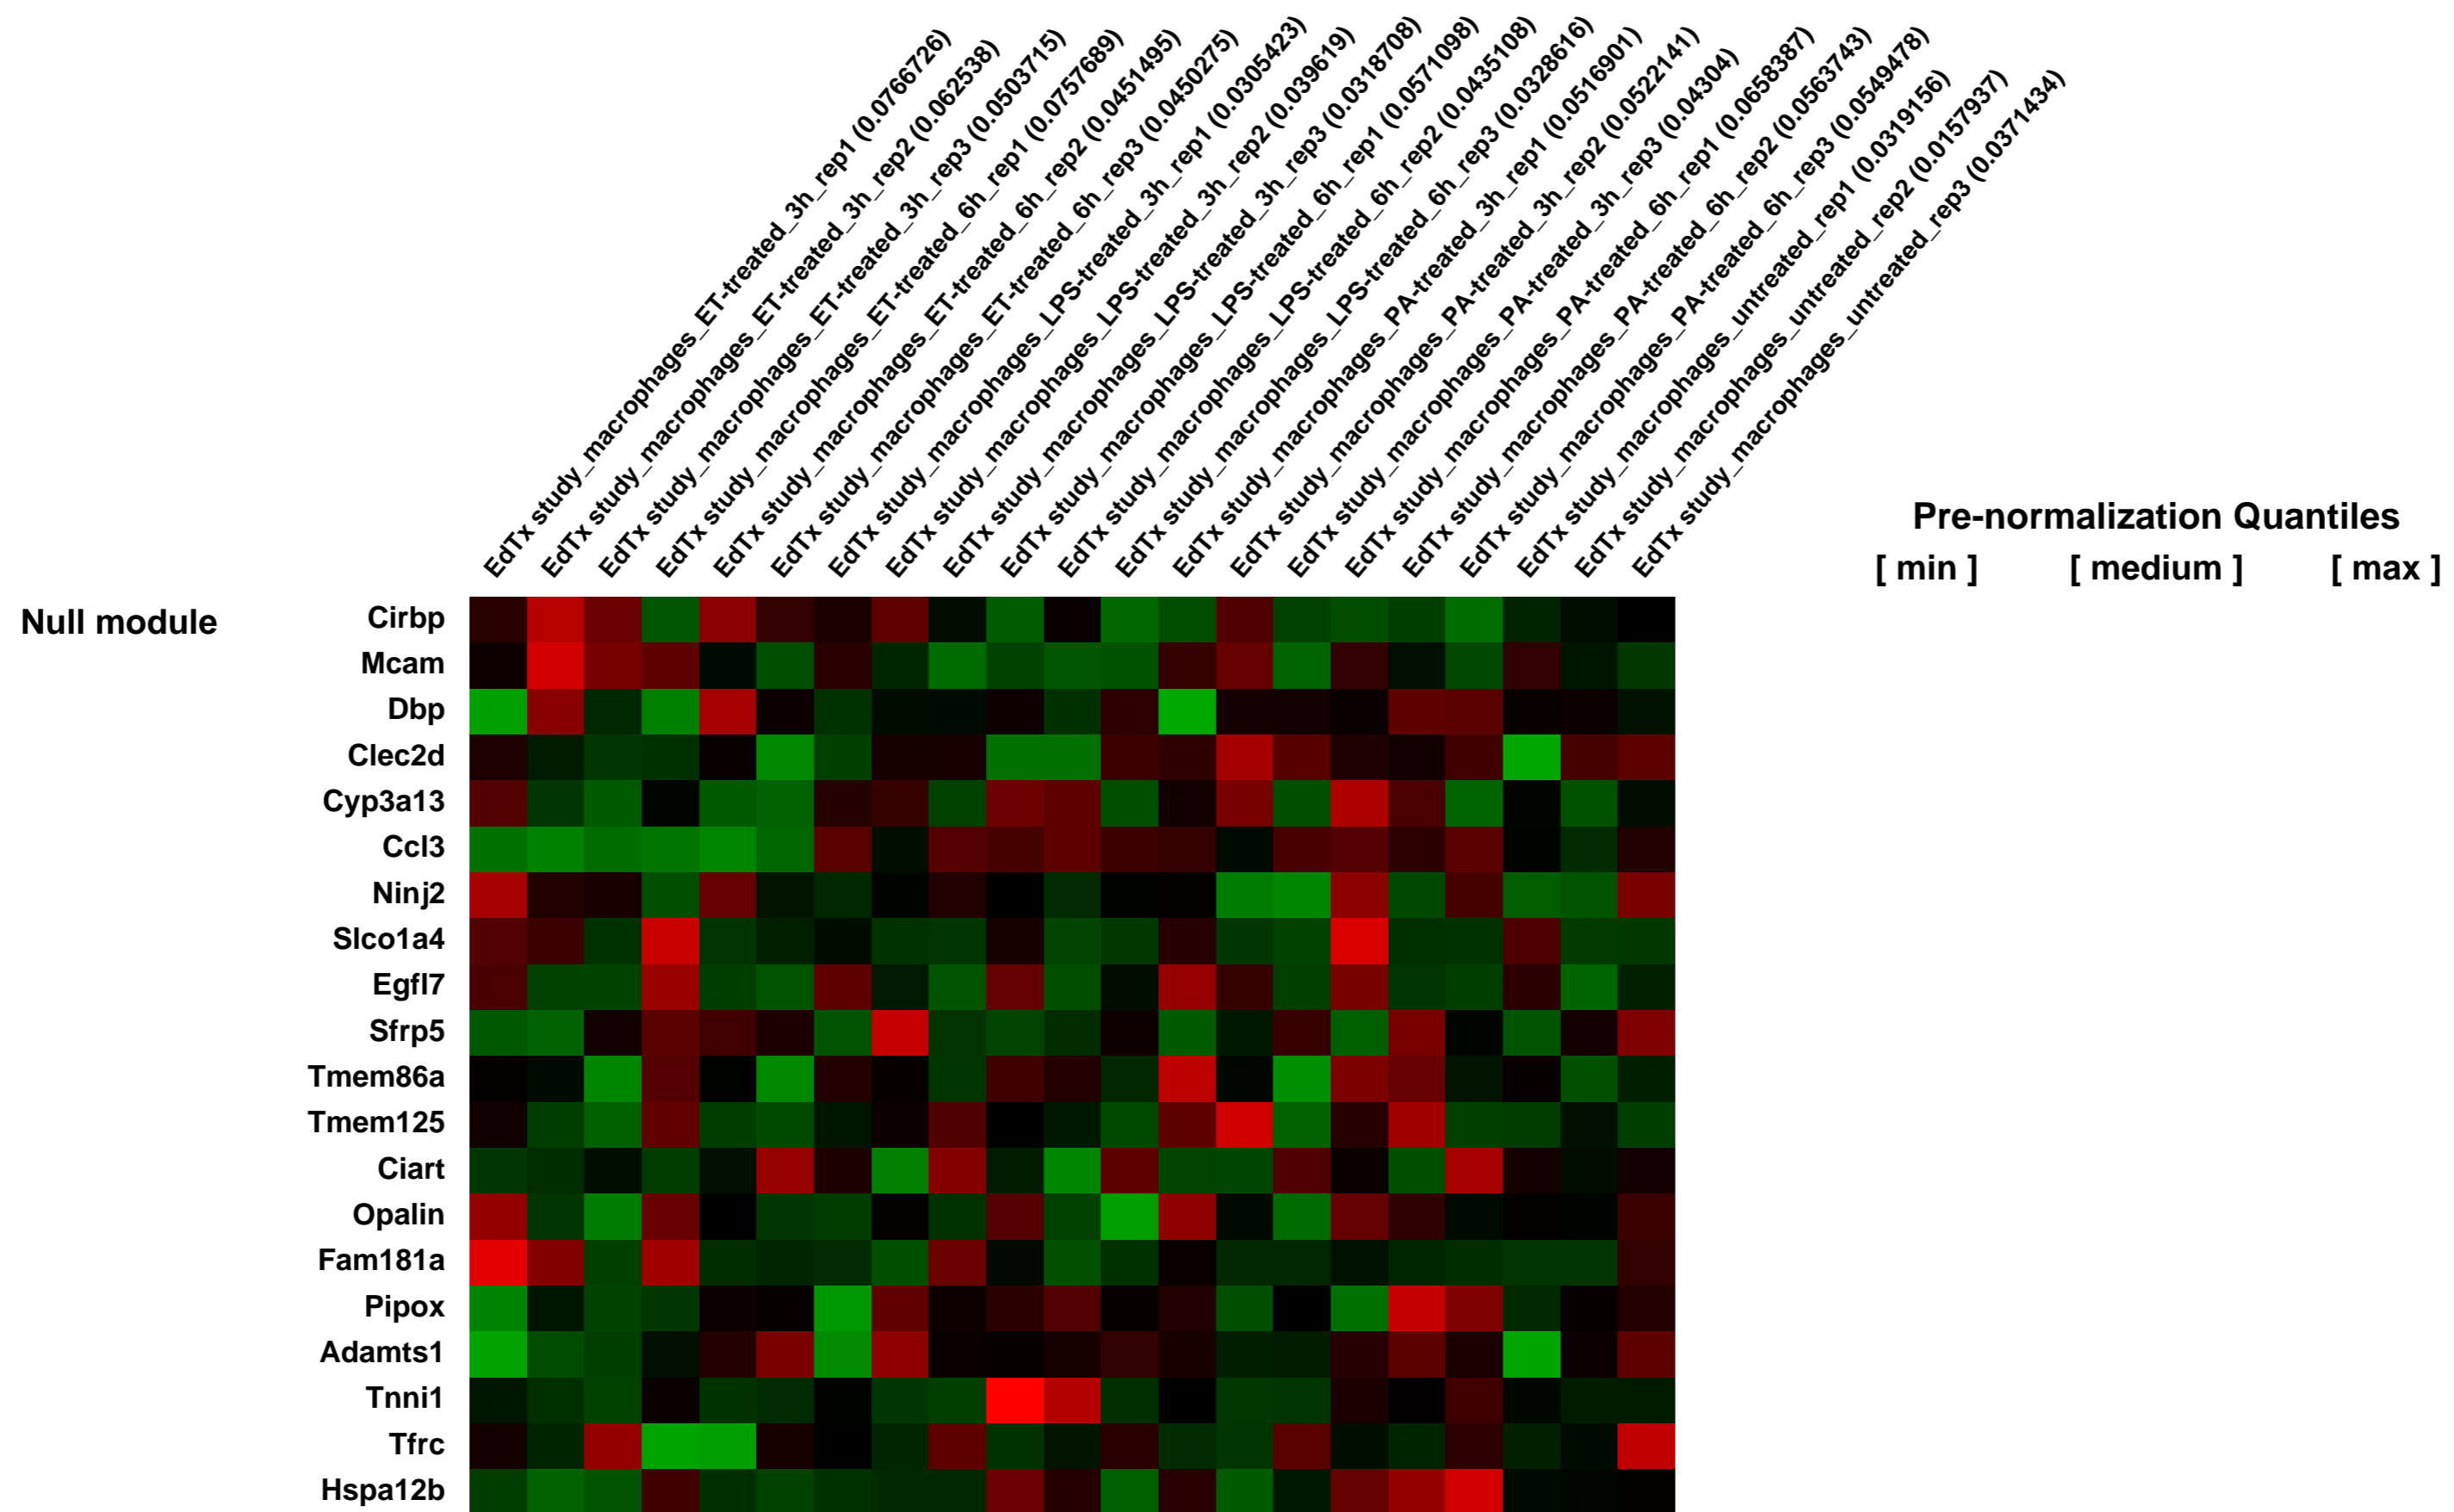 EdTx study_macrophages_ET-treated_3h_rep1 (0.0766726)
EdTx study_macrophages_ET-treated_3h_rep2 (0.062538)
EdTx study_macrophages_ET-treated_3h_rep3 (0.0503715)
EdTx study_macrophages_ET-treated_6h_rep1 (0.0757689)
EdTx study_macrophages_ET-treated_6h_rep2 (0.0451495)
EdTx study_macrophages_ET-treated_6h_rep3 (0.0450275)
EdTx study_macrophages_LPS-treated_3h_rep1 (0.0305423)
EdTx study_macrophages_LPS-treated_3h_rep2 (0.039619)
EdTx study_macrophages_LPS-treated_3h_rep3 (0.0318708)
EdTx study_macrophages_LPS-treated_6h_rep1 (0.0571098)
EdTx study_macrophages_LPS-treated_6h_rep2 (0.0435108)
EdTx study_macrophages_LPS-treated_6h_rep3 (0.0328616)
EdTx study_macrophages_PA-treated_3h_rep1 (0.0516901)
EdTx study_macrophages_PA-treated_3h_rep2 (0.0522141)
EdTx study_macrophages_PA-treated_3h_rep3 (0.04304)
EdTx study_macrophages_PA-treated_6h_rep1 (0.0658387)
EdTx study_macrophages_PA-treated_6h_rep2 (0.0563743)
EdTx study_macrophages_PA-treated_6h_rep3 (0.0549478)
EdTx study_macrophages_untreated_rep1 (0.0319156)
EdTx study_macrophages_untreated_rep2 (0.0157937)
EdTx study_macrophages_untreated_rep3 (0.0371434)
Pre-normalization Quantiles
[ min ] [ medium ] [ max ]
Null module
Cirbp
Mcam
Dbp
Clec2d
Cyp3a13
Ccl3
Ninj2
Slco1a4
Egfl7
Sfrp5
Tmem86a
Tmem125
Ciart
Opalin
Fam181a
Pipox
Adamts1
Tnni1
Tfrc
Hspa12b